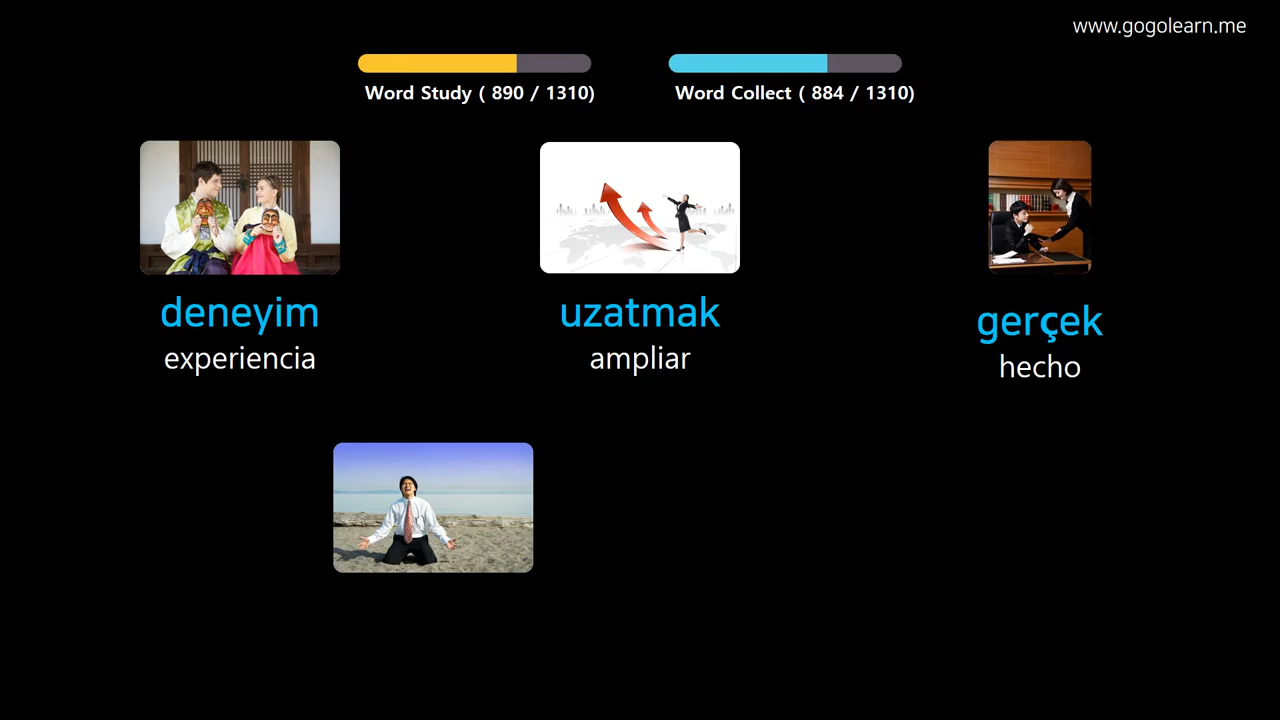 www.gogolearn.me
Word Study ( 890 / 1310)
Word Collect ( 884 / 1310)
deneyim
experiencia
uzatmak
ampliar
gerçek
hecho